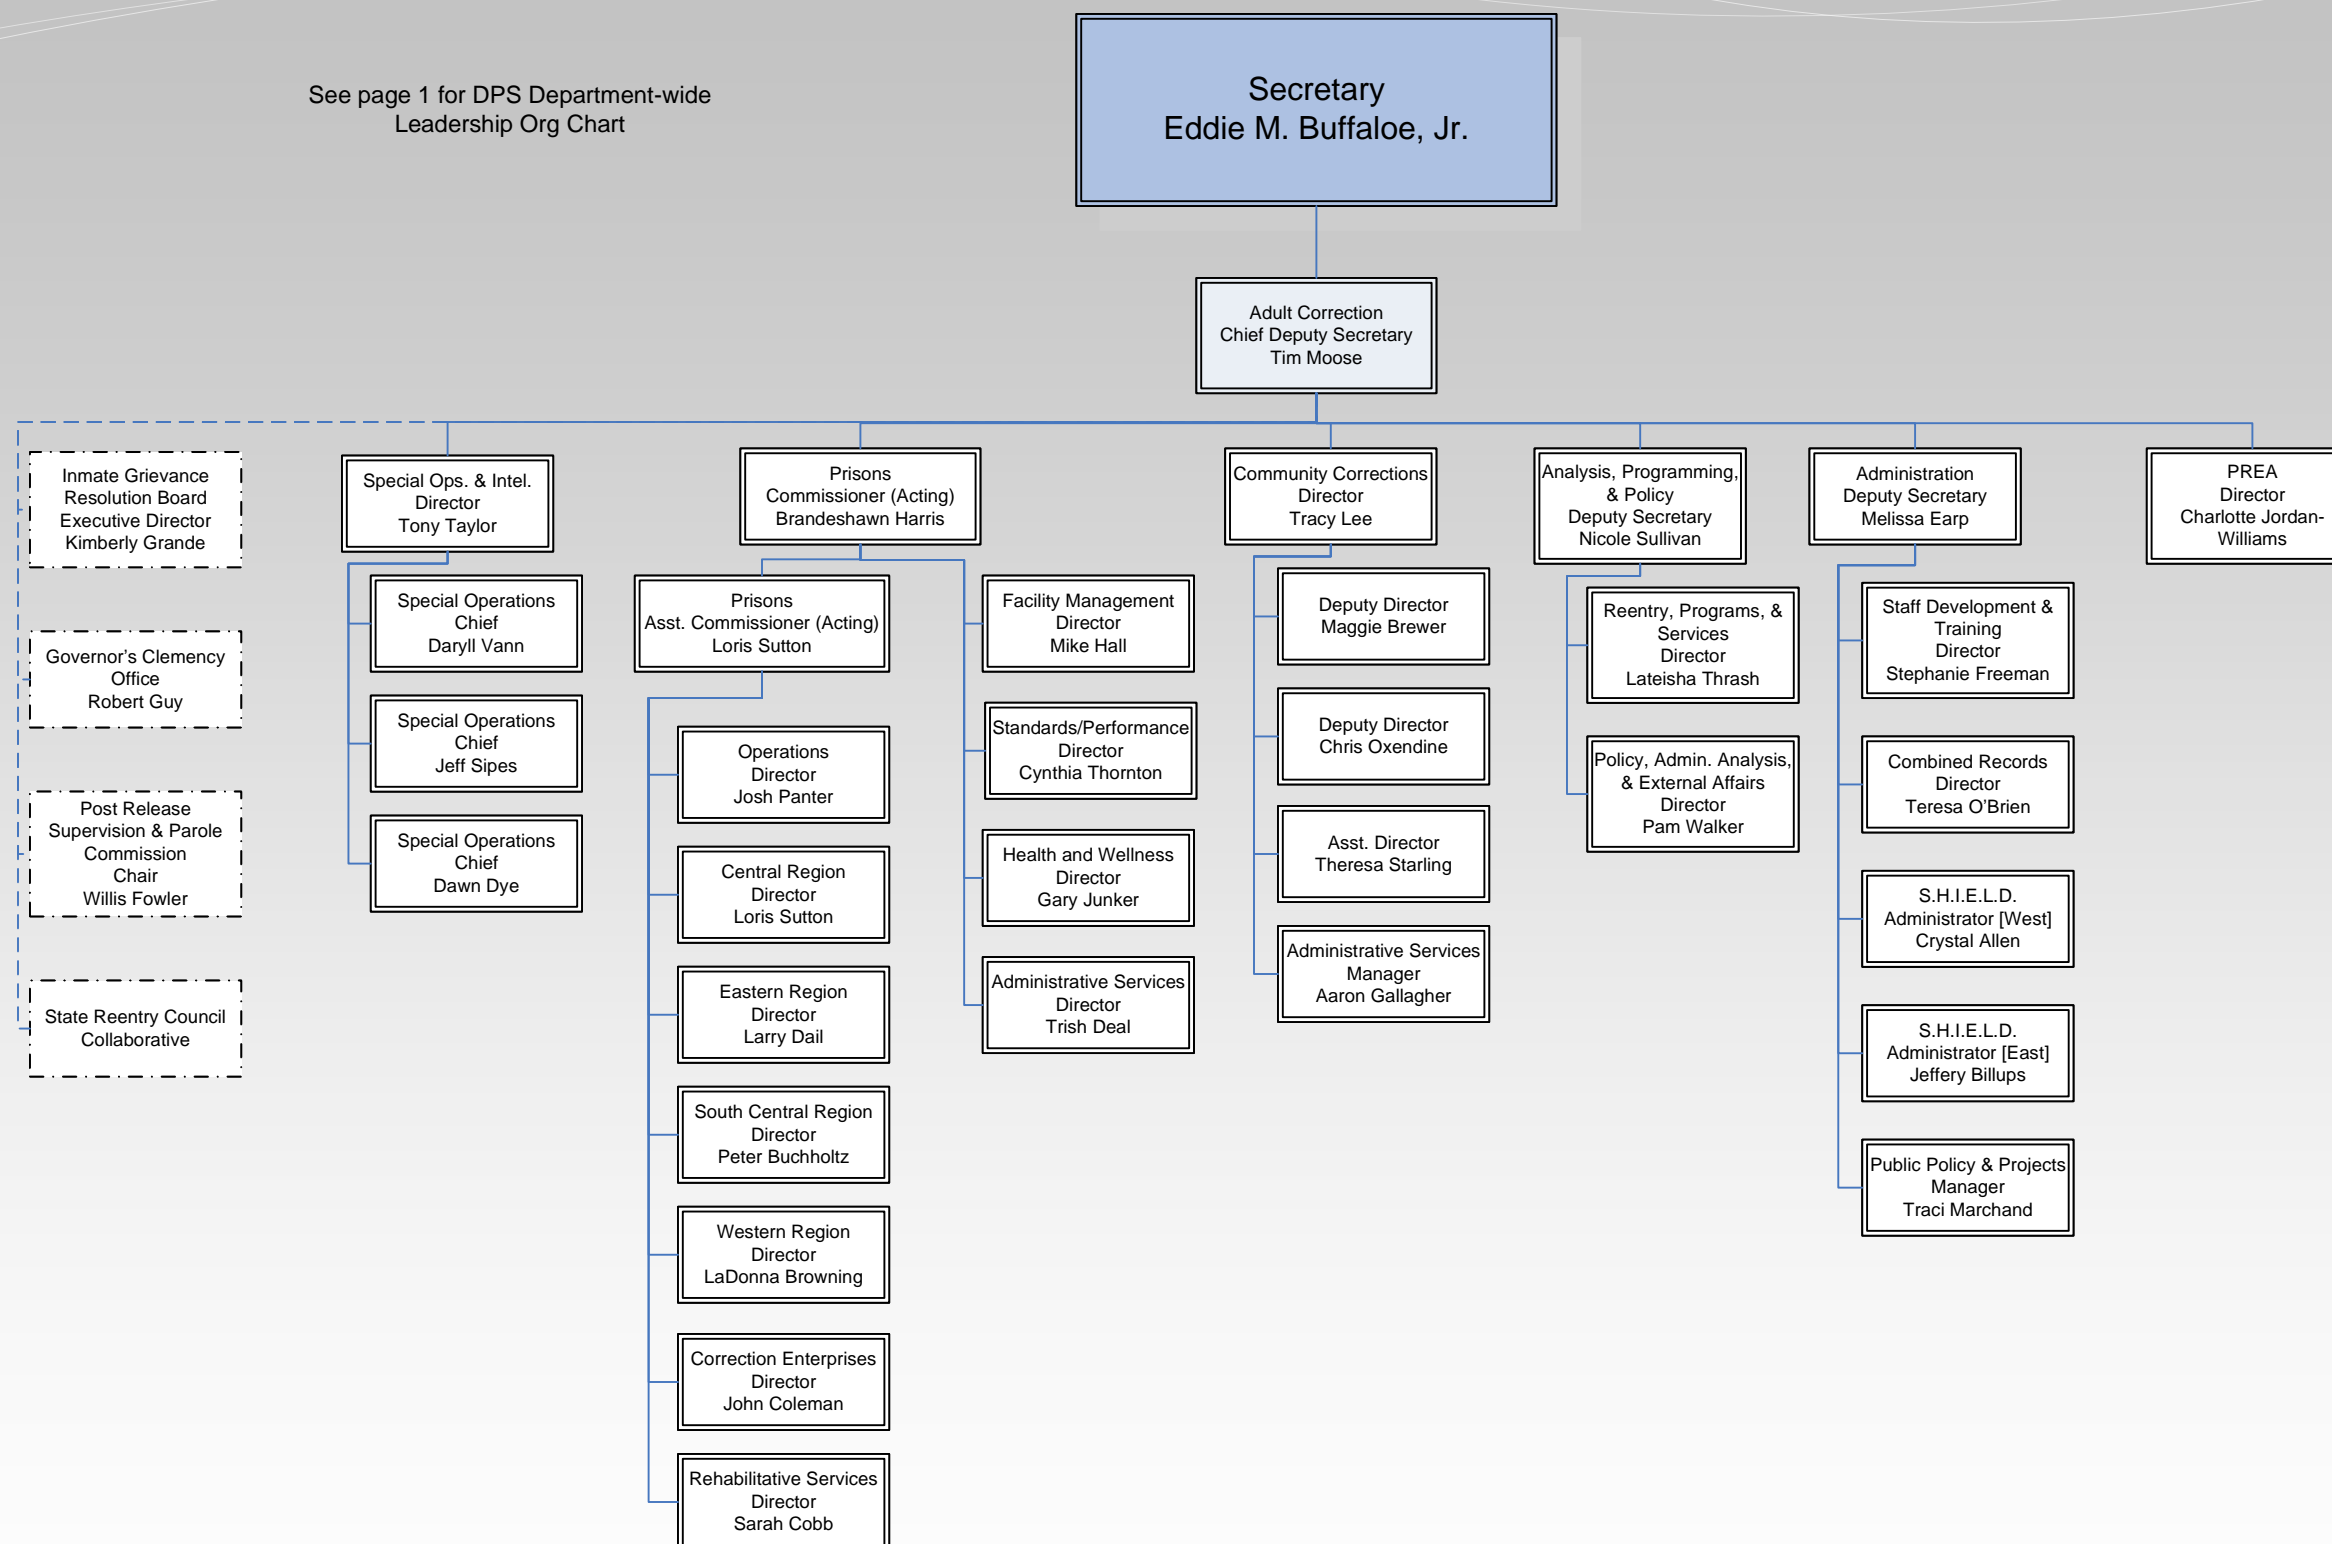 See page 1 for DPS Department-wide
Leadership Org Chart
Secretary
Eddie M. Buffaloe, Jr.
Adult Correction
Chief Deputy Secretary
Tim Moose
Inmate Grievance
Resolution Board
Executive Director
Kimberly Grande
Governor's Clemency
Office
Robert Guy
Post Release
Supervision & Parole
Commission
Chair
Willis Fowler
State Reentry Council
Collaborative
Special Ops. & Intel.
Director
Tony Taylor
Special Operations
Chief
Daryll Vann
Special Operations
Chief
Jeff Sipes
Special Operations
Chief
Dawn Dye
Prisons
Commissioner (Acting)
Brandeshawn Harris
Prisons
Asst. Commissioner (Acting)
Loris Sutton
Operations
Director
Josh Panter
Central Region
Director
Loris Sutton
Eastern Region
Director
Larry Dail
South Central Region
Director
Peter Buchholtz
Western Region
Director
LaDonna Browning
Correction Enterprises
Director
John Coleman
Rehabilitative Services
Director
Sarah Cobb
Facility Management
Director
Mike Hall
Standards/Performance
Director
Cynthia Thornton
Health and Wellness
Director
Gary Junker
Administrative Services
Director
Trish Deal
Community Corrections
Director
Tracy Lee
Deputy Director
Maggie Brewer
Deputy Director
Chris Oxendine
Asst. Director
Theresa Starling
Administrative Services
Manager
Aaron Gallagher
Analysis, Programming,
& Policy
Deputy Secretary
Nicole Sullivan
Reentry, Programs, &
Services
Director
Lateisha Thrash
Policy, Admin. Analysis,
& External Affairs
Director
Pam Walker
Administration
Deputy Secretary
Melissa Earp
Staff Development &
Training
Director
Stephanie Freeman
Combined Records
Director
Teresa O'Brien
S.H.I.E.L.D.
Administrator [West]
Crystal Allen
S.H.I.E.L.D.
Administrator [East]
Jeffery Billups
Public Policy & Projects
Manager
Traci Marchand
PREA
Director
Charlotte Jordan-
Williams